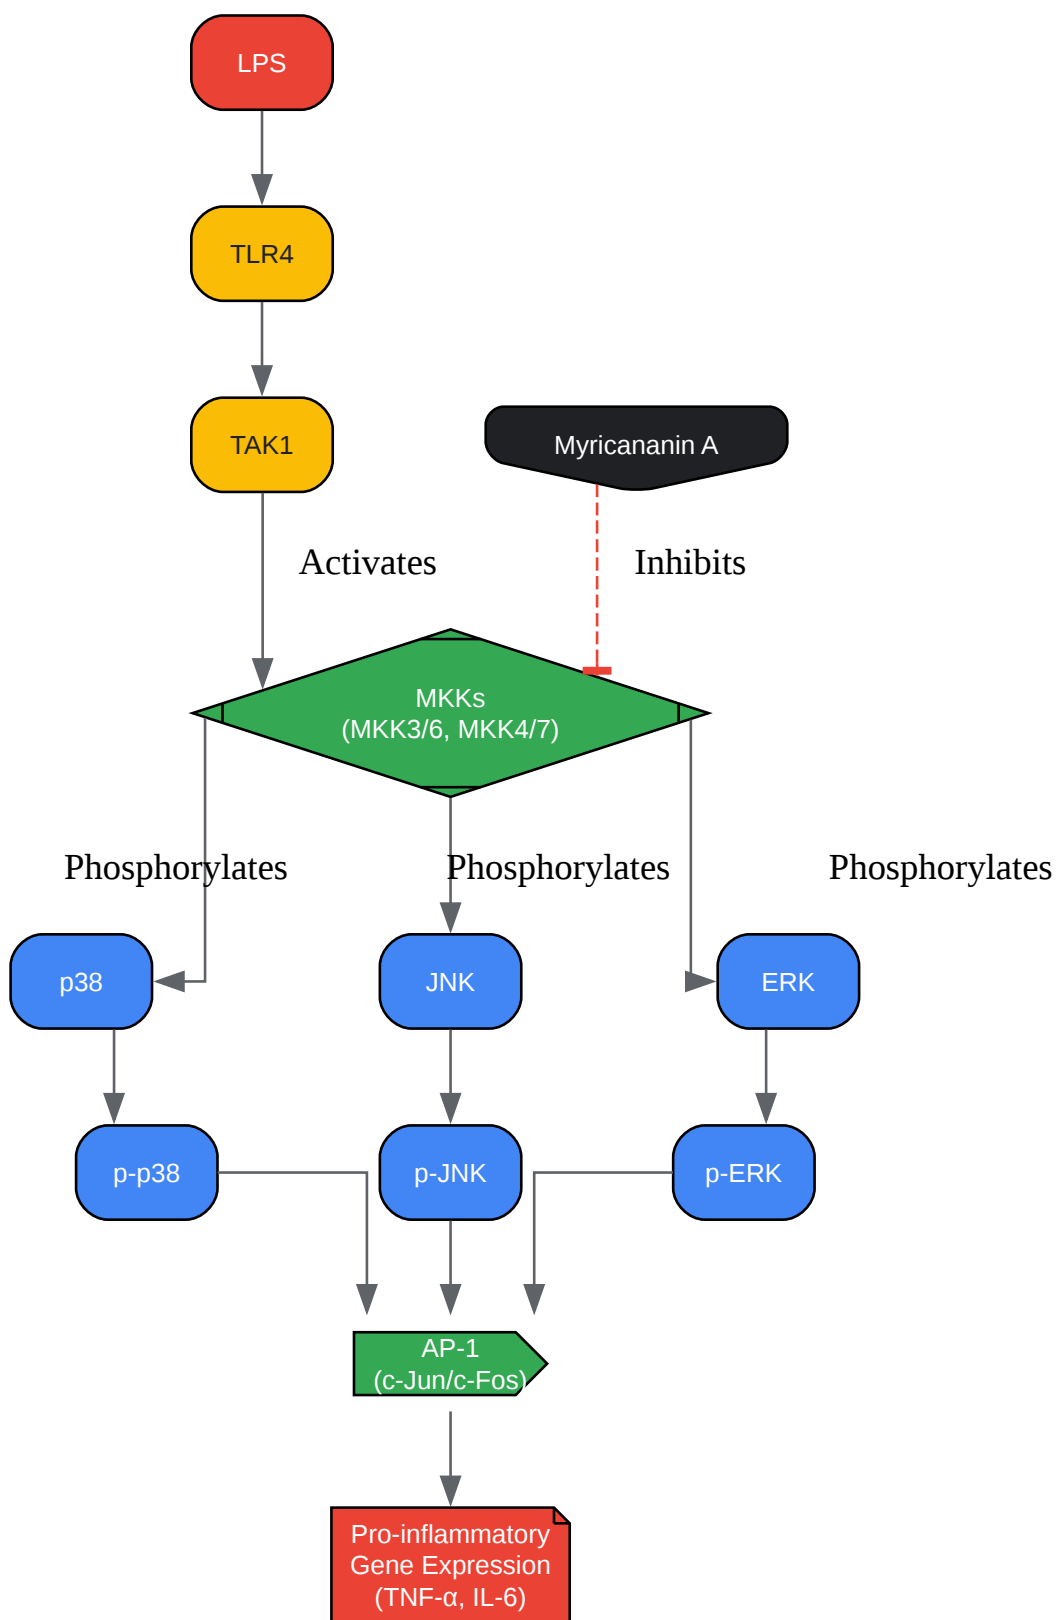 LPS
TLR4
TAK1
Myricananin A
Activates
Inhibits
MKKs
(MKK3/6, MKK4/7)
Phosphorylates
Phosphorylates
Phosphorylates
p38
JNK
ERK
p-p38
p-JNK
p-ERK
AP-1
(c-Jun/c-Fos)
Pro-inflammatory
Gene Expression
(TNF-α, IL-6)